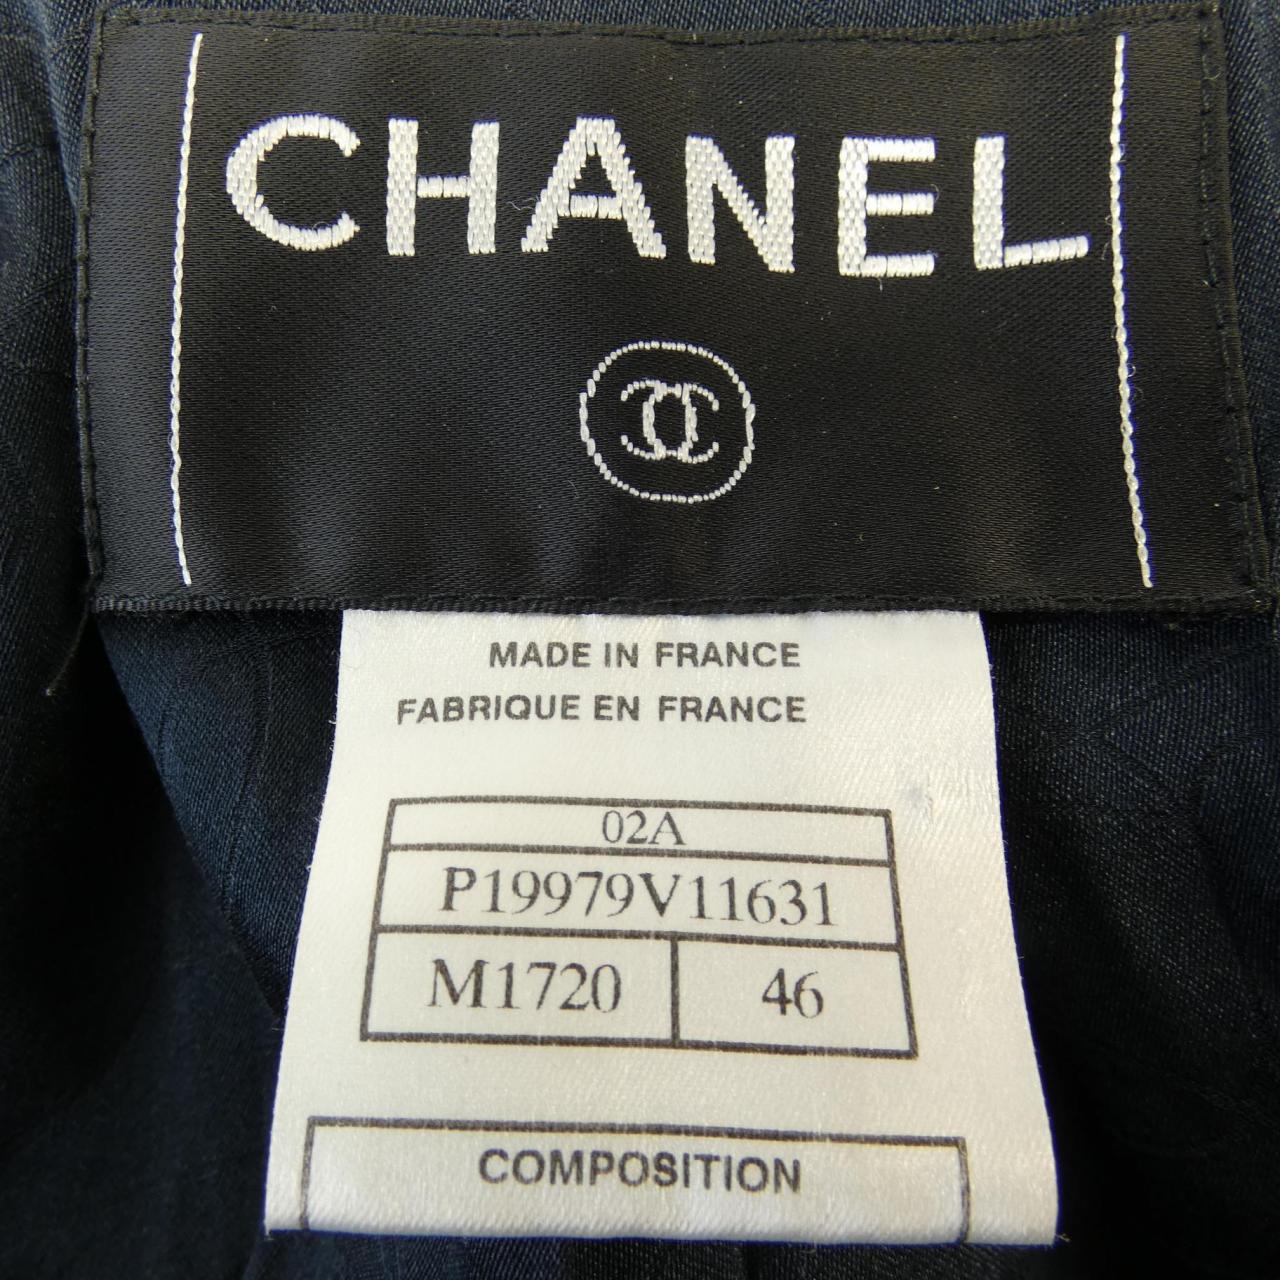 CHANEL
MADE IN FRANCE
FABRIQUE EN FRANCE
02A
P19979V11631
M1720 46
COMPOSITION